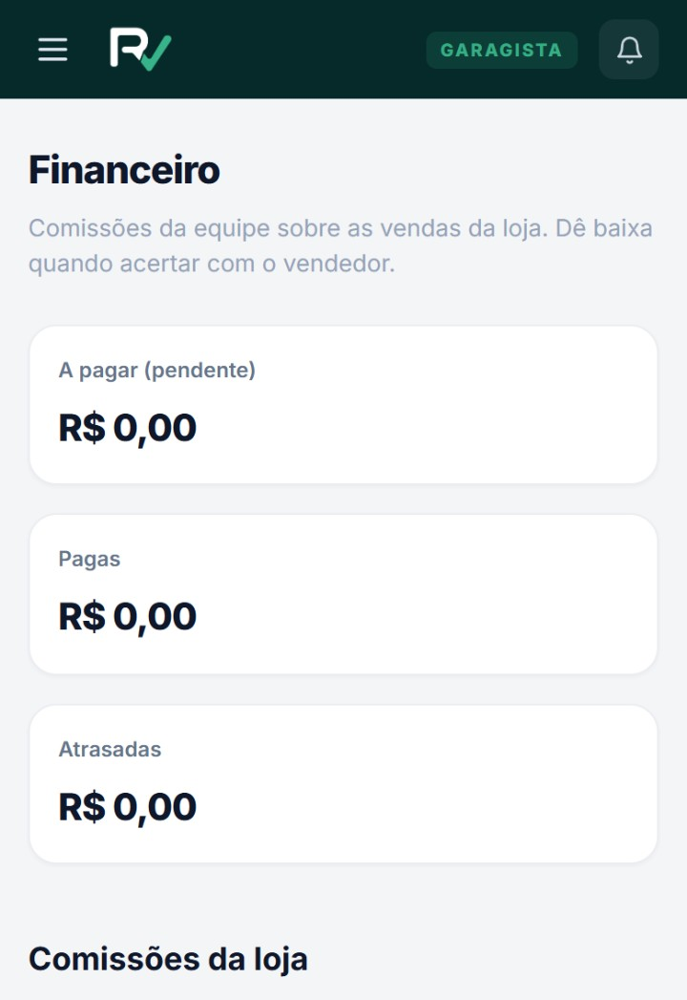 RV
GARAGISTA
Financeiro
Comissões da equipe sobre as vendas da loja. Dê baixa
quando acertar com o vendedor.
A pagar (pendente)
R$ 0,00
Pagas
R$ 0,00
Atrasadas
R$ 0,00
Comissões da loja